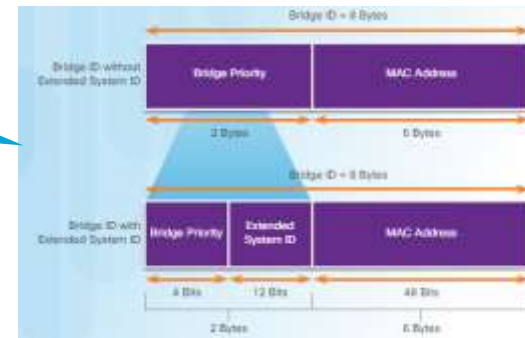 Bridge ID = 8 Bytes
Bridge ID without
Extended System ID
Bridge Priority
MAC Address
2 Bytes
6 Bytes
Bridge ID = 8 Bytes
Bridge ID with
Extended System ID
Bridge Priority
Extended
System ID
MAC Address
4 Bits
12 Bits
48 Bits
2 Bytes
6 Bytes